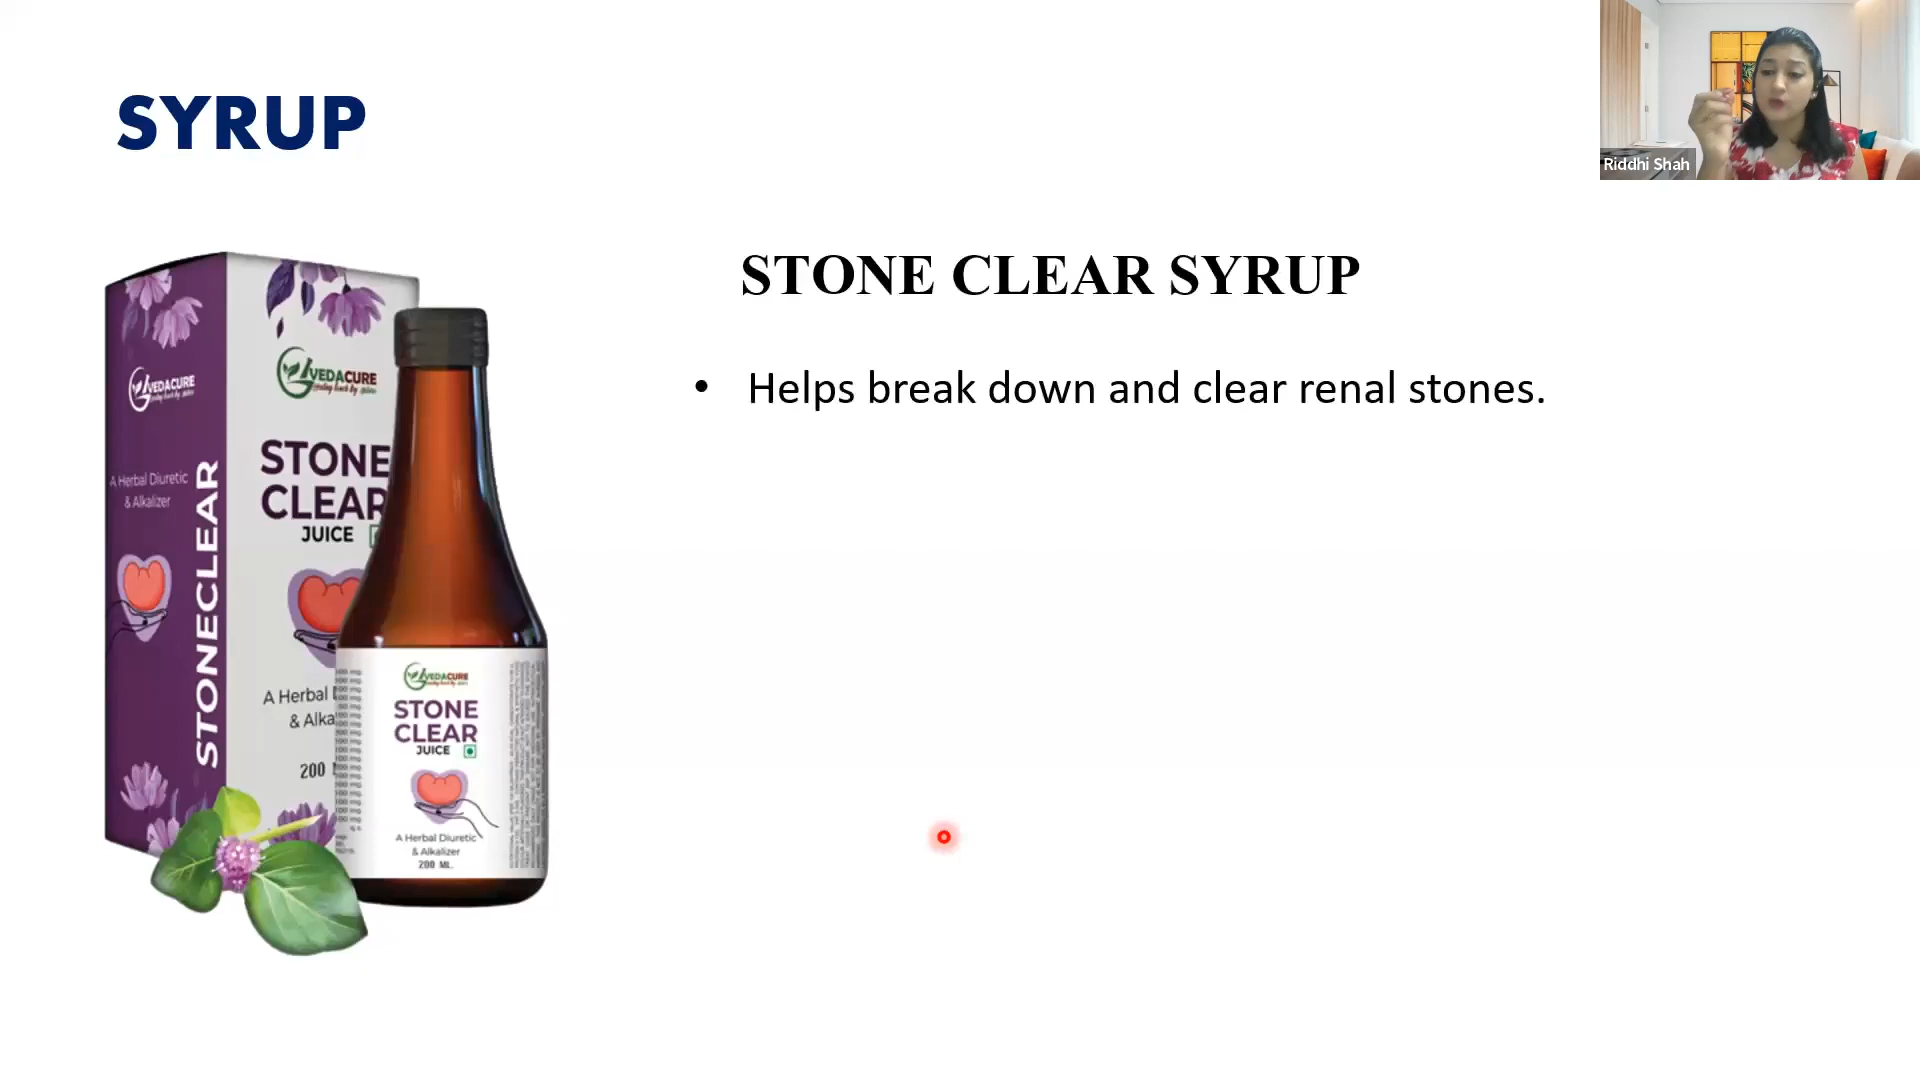 SYRUP
Riddhi Shah
STONE CLEAR SYRUP
• Helps break down and clear renal stones.
VEDACURE
A Herbal Diuretic
& Alkalizer
STONECLEAR
VEDACURE
STONE
CLEAR
JUICE
A Herbal
& Alka
200
VEDACURE
STONE
CLEAR
JUICE
A Herbal Diuretic
& Alkalizer
200 ML.